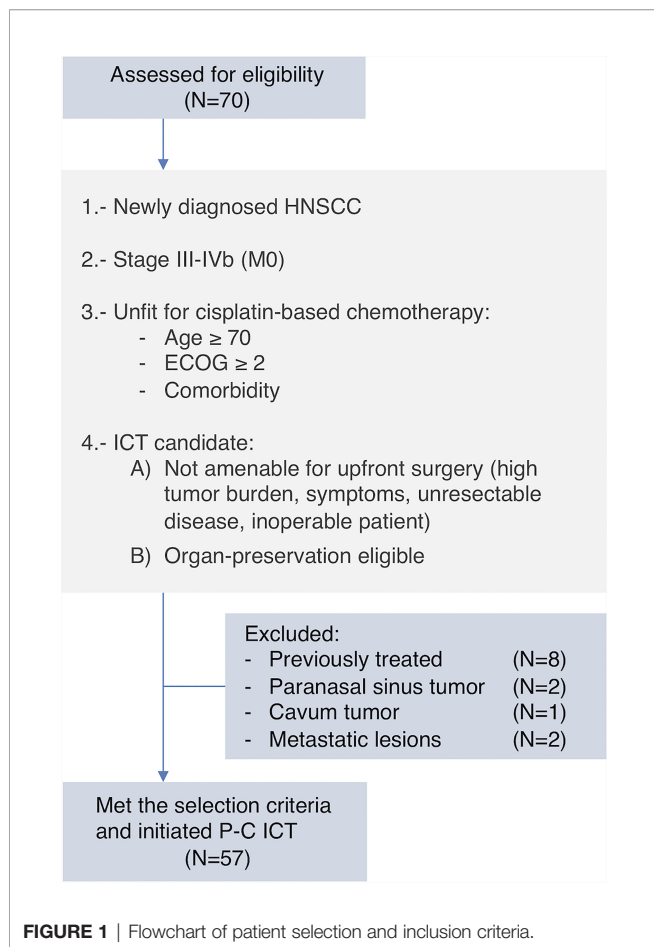 Assessed for eligibility
(N=70)
1.- Newly diagnosed HNSCC
2.- Stage III-IVb (M0)
3.- Unfit for cisplatin-based chemotherapy:
- Age ≥ 70
- ECOG ≥ 2
- Comorbidity
4.- ICT candidate:
A) Not amenable for upfront surgery (high
tumor burden, symptoms, unresectable
disease, inoperable patient)
B) Organ-preservation eligible
Excluded:
- Previously treated (N=8)
- Paranasal sinus tumor (N=2)
- Cavum tumor (N=1)
- Metastatic lesions (N=2)
Met the selection criteria
and initiated P-C ICT
(N=57)
FIGURE 1 | Flowchart of patient selection and inclusion criteria.